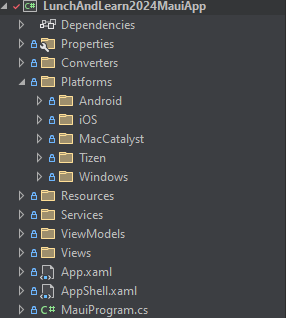 LunchAndLearn2024MauiApp
Dependencies
Properties
Converters
Platforms
Android
iOS
MacCatalyst
Tizen
Windows
Resources
Services
ViewModels
Views
App.xaml
AppShell.xaml
C# MauiProgram.cs